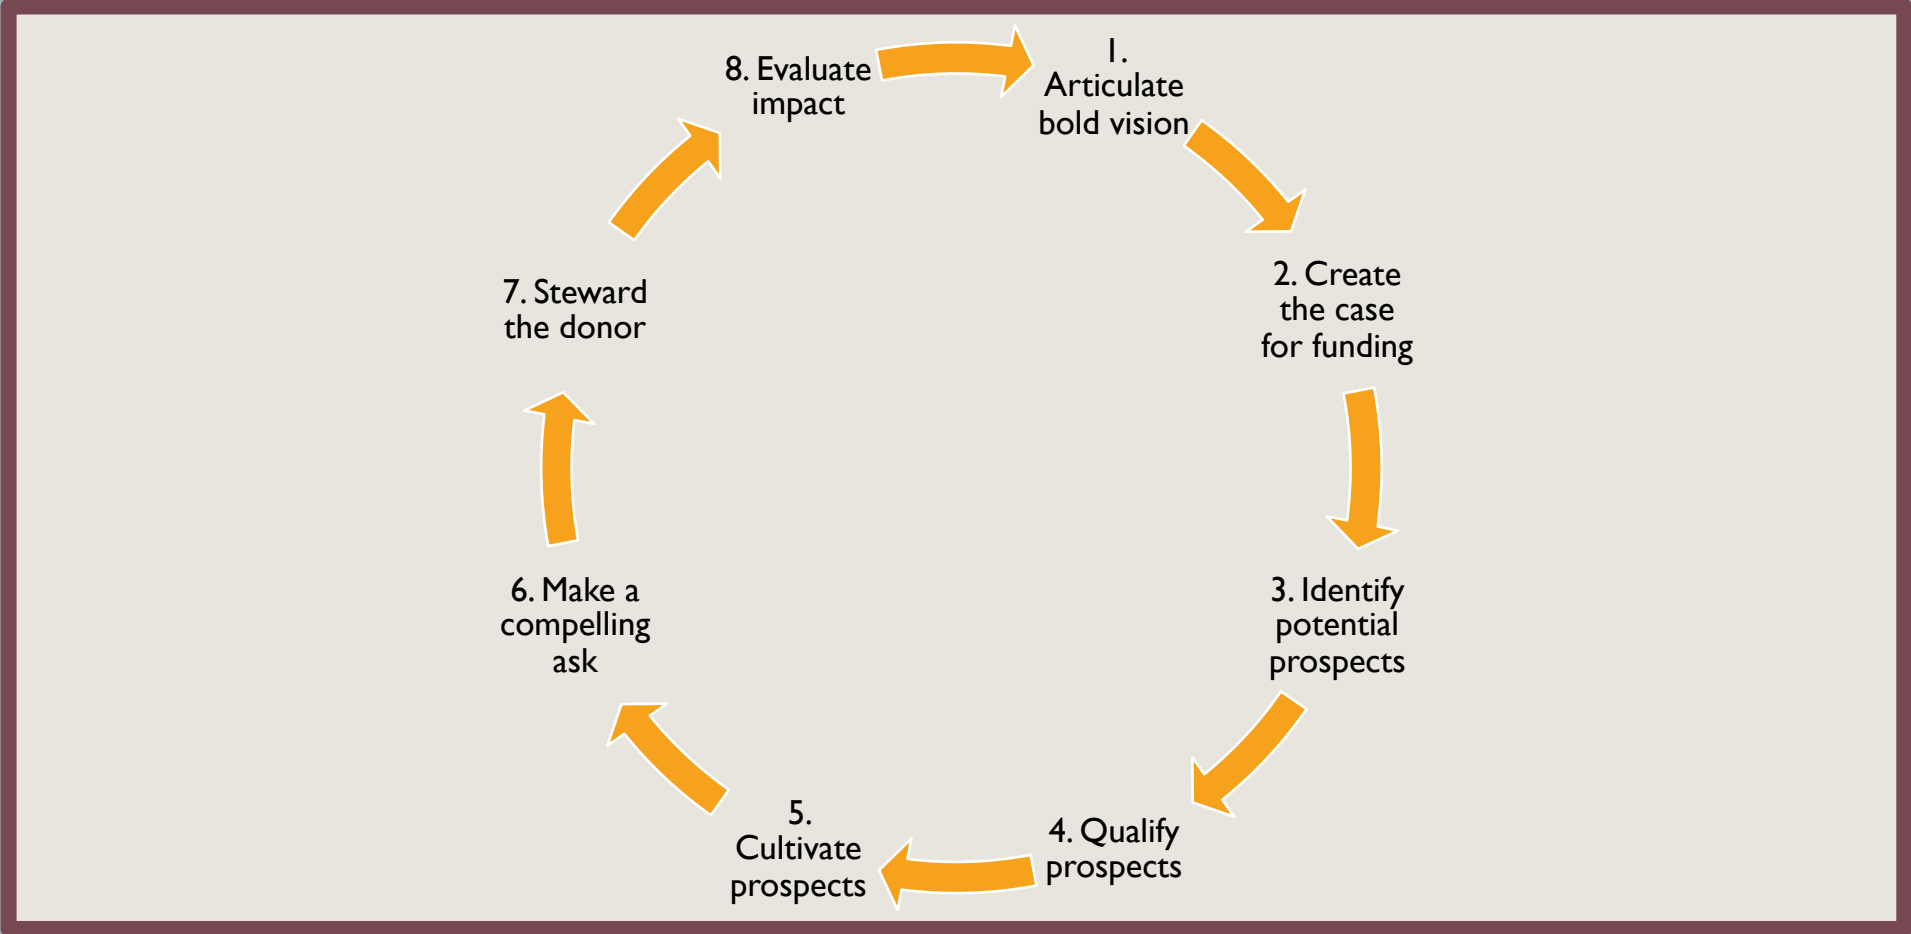 1.
Articulate
bold vision
2. Create
the case
for funding
3. Identify
potential
prospects
4. Qualify
prospects
5.
Cultivate
prospects
6. Make a
compelling
ask
7. Steward
the donor
8. Evaluate
impact